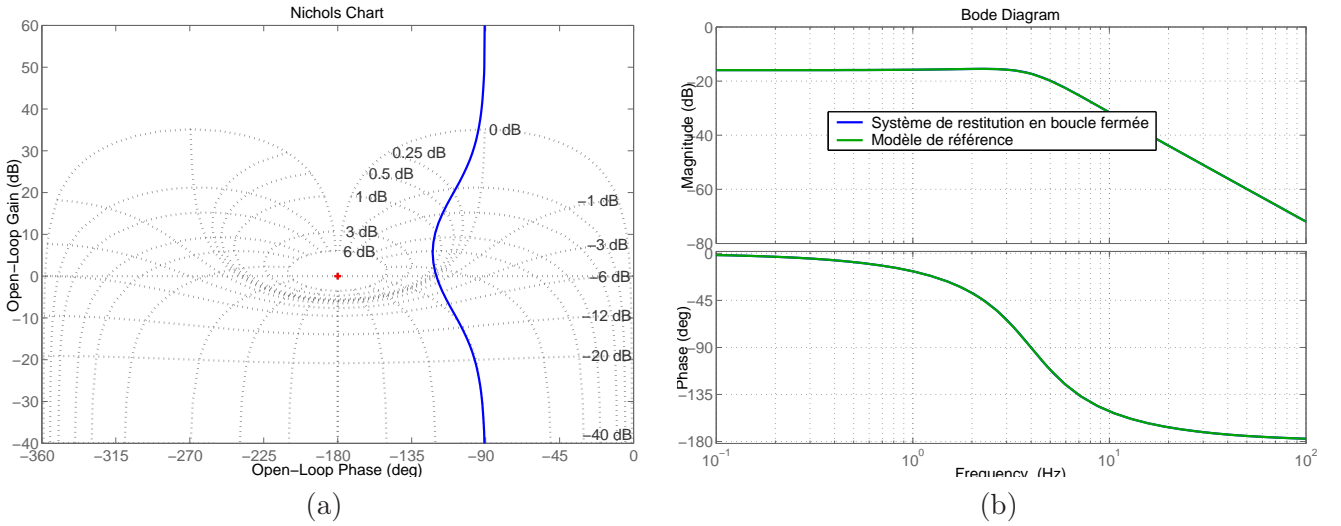 Nichols Chart
60
50
40
30
20
10
0
−10
−20
−30
−40
Open−Loop Gain (dB)
0 dB
0.25 dB
0.5 dB
1 dB
−1 dB
3 dB
−3 dB
6 dB
−6 dB
−12 dB
−20 dB
−40 dB
−360 −315 −270 −225 −180 −135 −90 −45 0
Open−Loop Phase (deg)
(a)
Bode Diagram
0
−20
−40
−60
−80
Magnitude (dB)
Système de restitution en boucle fermée
Modèle de référence
0
−45
−90
−135
−180
Phase (deg)
10−1 100 101 102
Frequency (Hz)
(b)